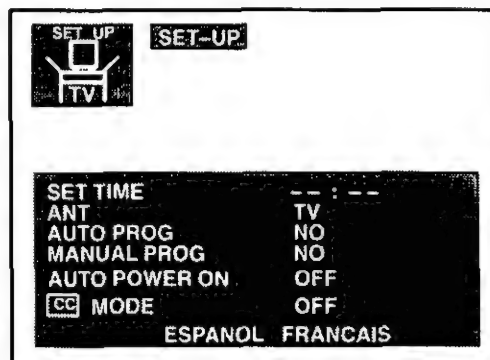 SET UP
TV
SET-UP
SET TIME -- : --
ANT TV
AUTO PROG NO
MANUAL PROG NO
AUTO POWER ON OFF
CC MODE OFF
ESPANOL FRANCAIS